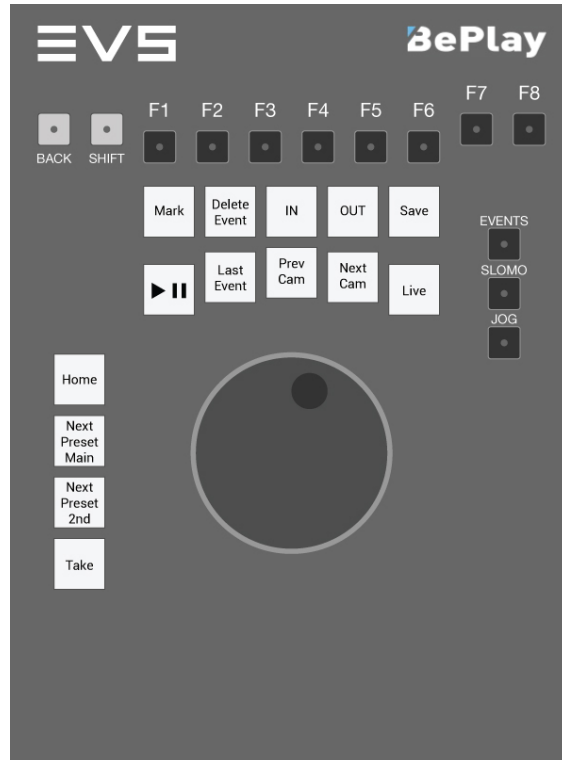 EVS
BePlay
F7 F8
F1 F2 F3 F4 F5 F6
BACK SHIFT
Mark
Delete
Event
IN
OUT
Save
EVENTS
Last
Event
Prev
Cam
Next
Cam
Live
SLOMO
JOG
Home
Next
Preset
Main
Next
Preset
2nd
Take